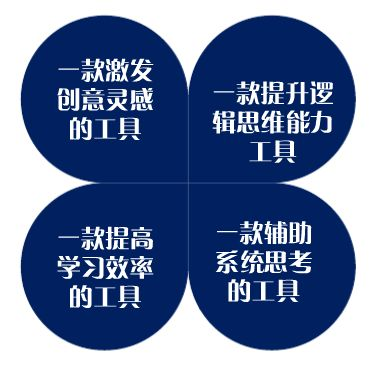 一款激发
创意灵感
的工具
一款提升逻
辑思维能力
工具
一款提高
学习效率
的工具
一款辅助
系统思考
的工具